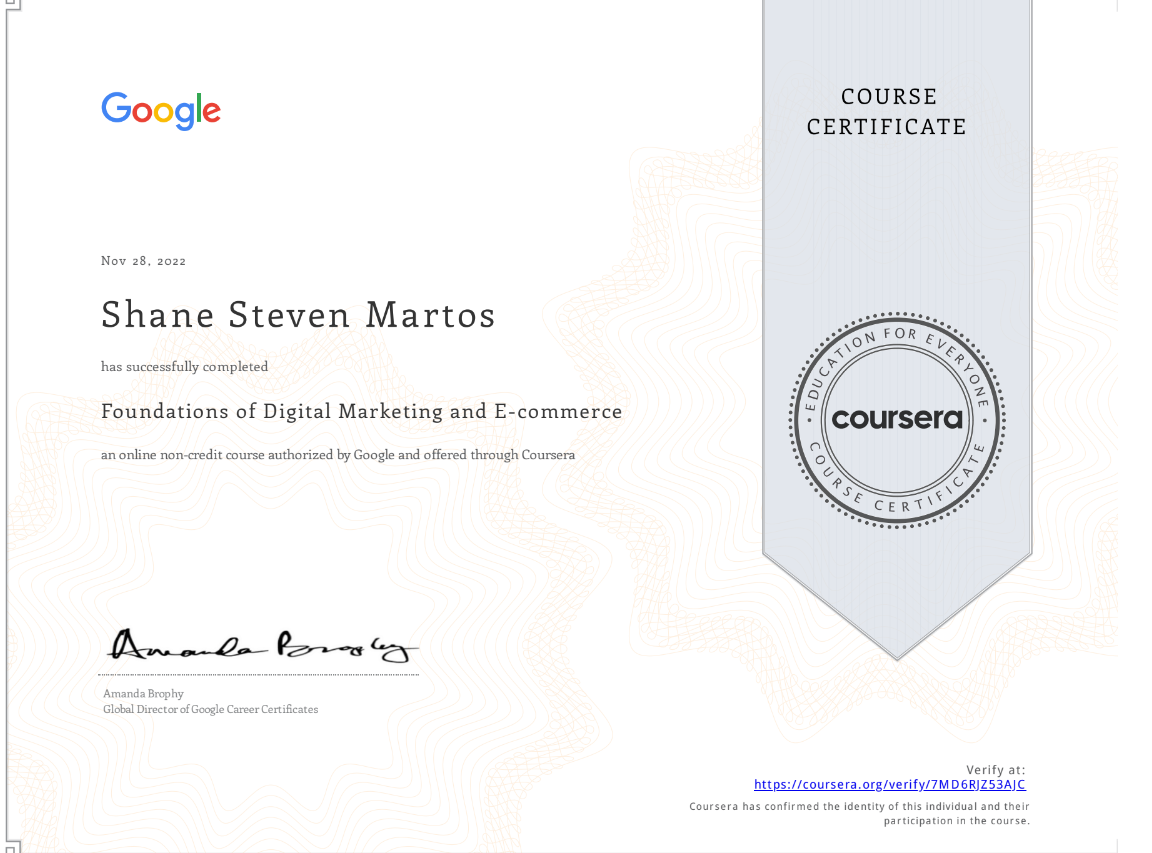 Google
COURSE
CERTIFICATE
Nov 28, 2022
Shane Steven Martos
has successfully completed
Foundations of Digital Marketing and E-commerce
an online non-credit course authorized by Google and offered through Coursera
EDUCATION FOR EVERYONE
coursera
COURSE CERTIFICATE
Amanda Brophy
Amanda Brophy
Global Director of Google Career Certificates
Verify at:
https://coursera.org/verify/7MD6RJZ53AJC
Coursera has confirmed the identity of this individual and their
participation in the course.